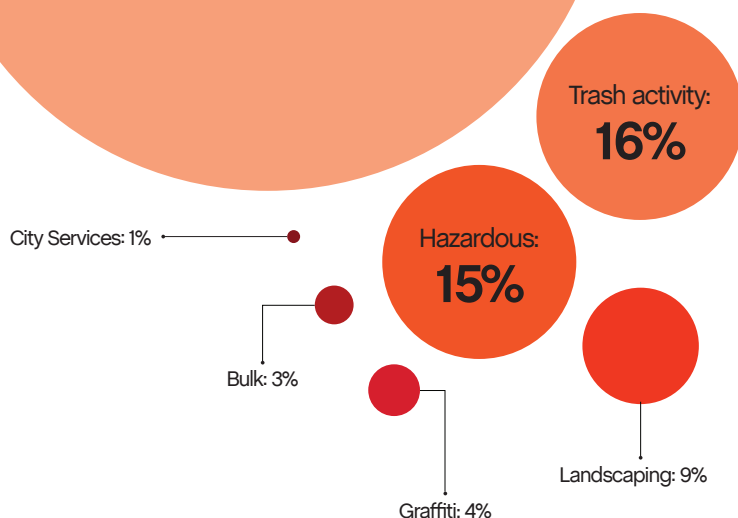 Trash activity:
16%
Hazardous:
15%
City Services: 1%
Bulk: 3%
Landscaping: 9%
Graffiti: 4%